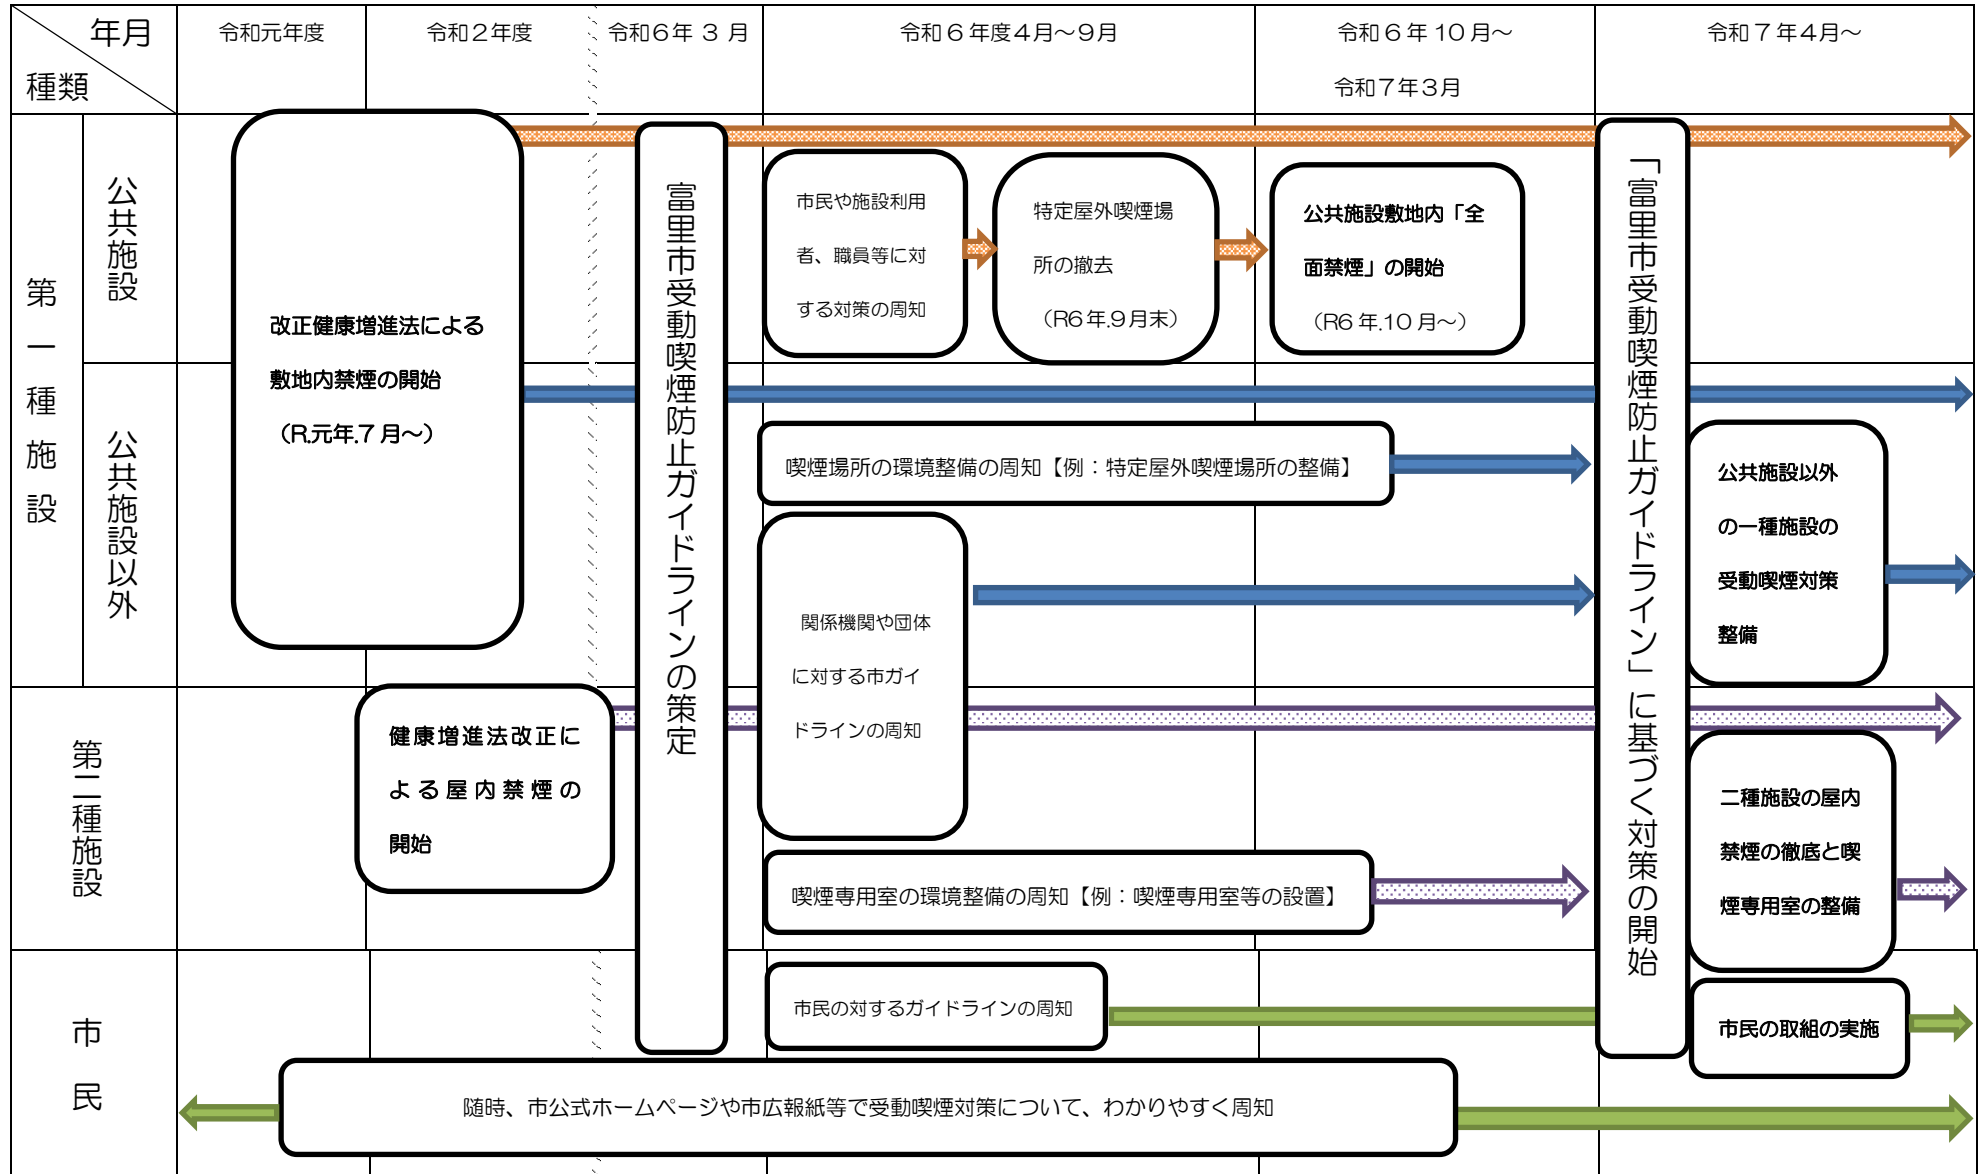 年月
種類
令和元年度
令和２年度
令和６年 ３ 月
令和６年度４月～９月
令和６年 10 月～
令和７年３月
令和７年４月～
第一種施設
公共施設
公共施設以外
第二種施設
市民
改正健康増進法による
敷地内禁煙の開始
（R.元年.７月～）
富里市受動喫煙防止ガイドラインの策定
市民や施設利用
者、職員等に対
する対策の周知
特定屋外喫煙場
所の撤去
（R６年.９月末）
公共施設敷地内「全
面禁煙」の開始
（R６年.10 月～）
「富里市受動喫煙防止ガイドライン」に基づく対策の開始
喫煙場所の環境整備の周知【例：特定屋外喫煙場所の整備】
公共施設以外
の一種施設の
受動喫煙対策
整備
関係機関や団体
に対する市ガイ
ドラインの周知
健康増進法改正に
よる屋内禁煙の
開始
二種施設の屋内
禁煙の徹底と喫
煙専用室の整備
喫煙専用室の環境整備の周知【例：喫煙専用室等の設置】
市民の対するガイドラインの周知
市民の取組の実施
随時、市公式ホームページや市広報紙等で受動喫煙対策について、わかりやすく周知